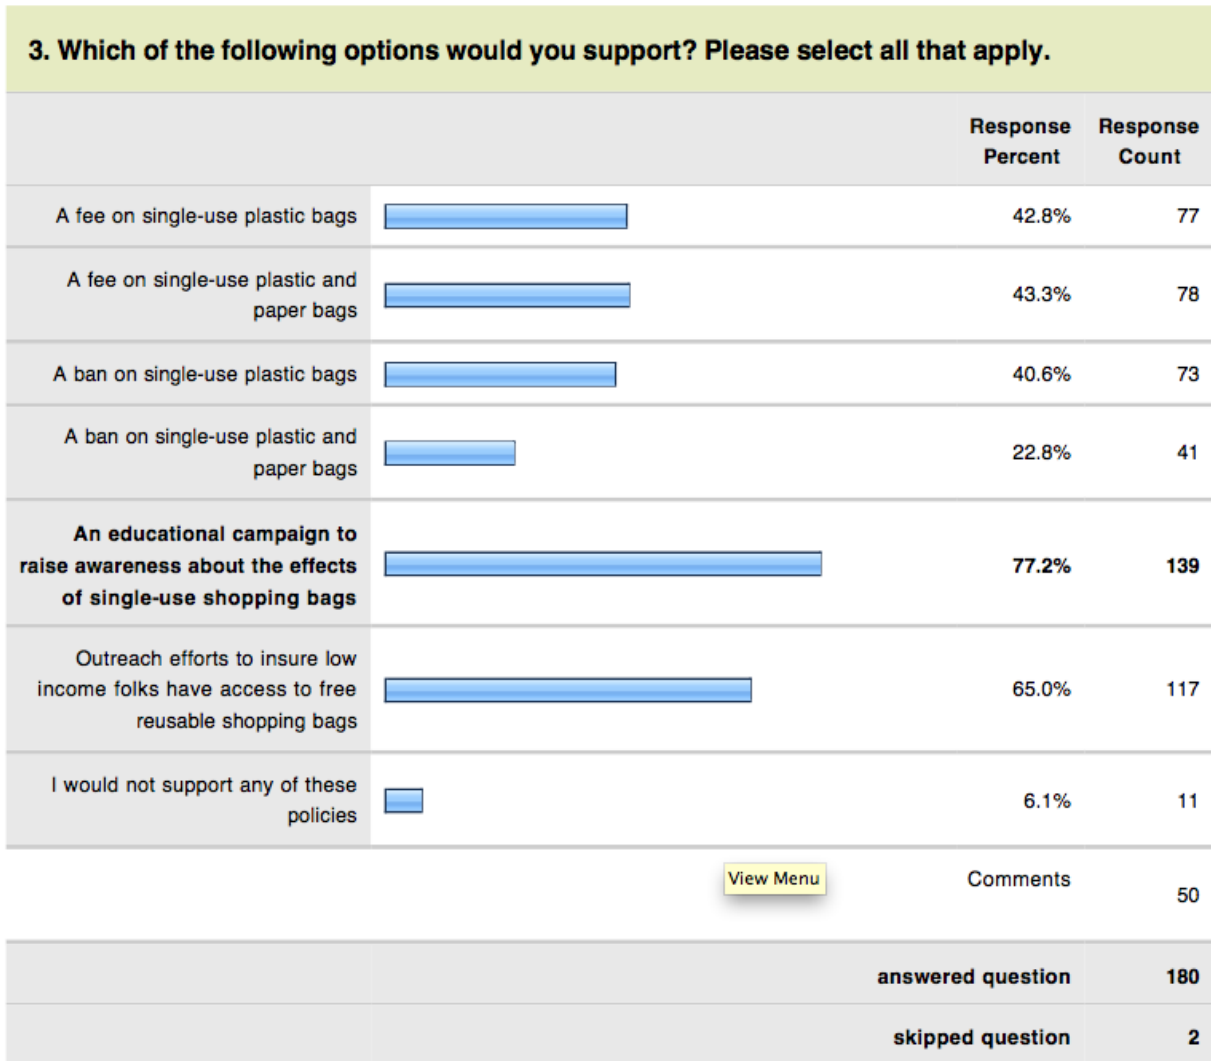 3. Which of the following options would you support? Please select all that apply.
Response Response
Percent Count
A fee on single-use plastic bags 42.8% 77
A fee on single-use plastic and
paper bags 43.3% 78
A ban on single-use plastic bags 40.6% 73
A ban on single-use plastic and
paper bags 22.8% 41
An educational campaign to
raise awareness about the effects 77.2% 139
of single-use shopping bags
Outreach efforts to insure low
income folks have access to free 65.0% 117
reusable shopping bags
I would not support any of these
policies 6.1% 11
View Menu Comments 50
answered question 180
skipped question 2